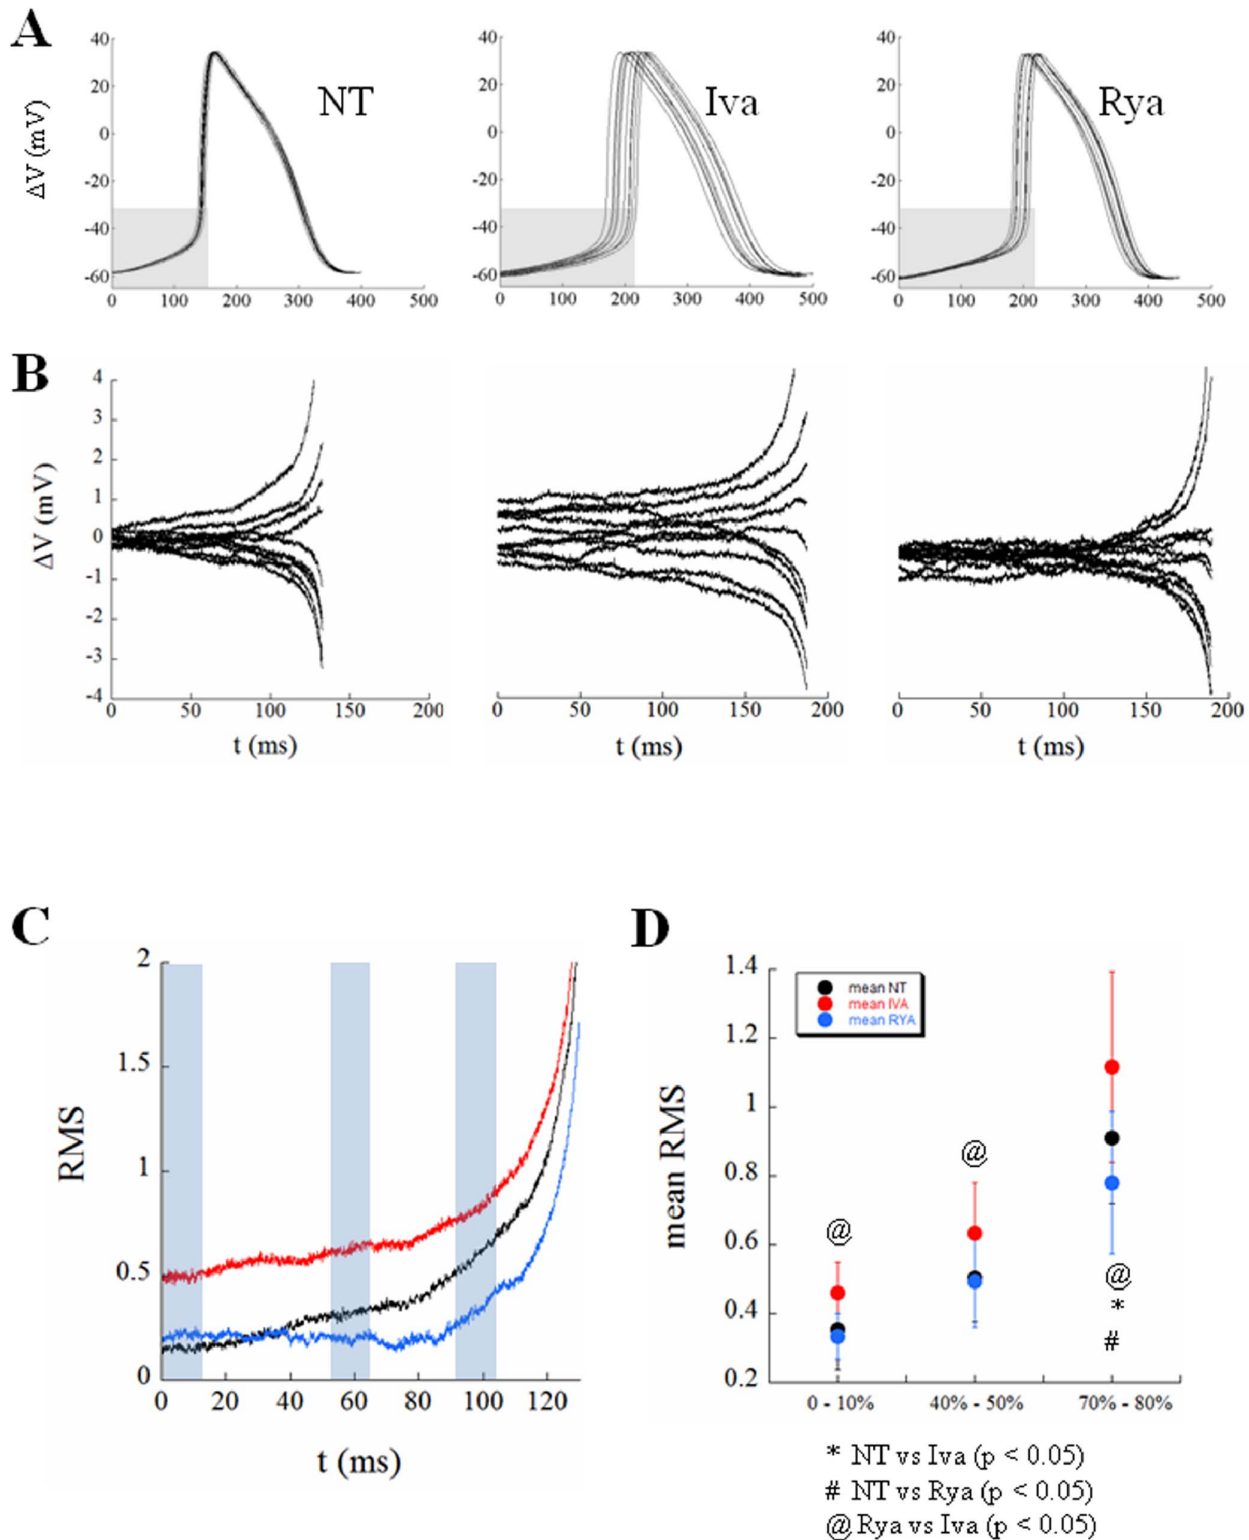 A
ΔV (mV)
40
20
0
-20
-40
-60
0 100 200 300 400 500
NT
40
20
0
-20
-40
-60
0 100 200 300 400 500
Iva
40
20
0
-20
-40
-60
0 100 200 300 400 500
Rya
B
ΔV (mV)
4
3
2
1
0
-1
-2
-3
-4
0 50 100 150 200
t (ms)
0 50 100 150 200
t (ms)
0 50 100 150 200
t (ms)
C
RMS
2
1.5
1
0.5
0
0 20 40 60 80 100 120
t (ms)
D
mean RMS
1.4
1.2
1
0.8
0.6
0.4
0.2
mean NT
mean IVA
mean RYA
@
@
@
*
#
0 - 10% 40% - 50% 70% - 80%
* NT vs Iva (p < 0.05)
# NT vs Rya (p < 0.05)
@ Rya vs Iva (p < 0.05)